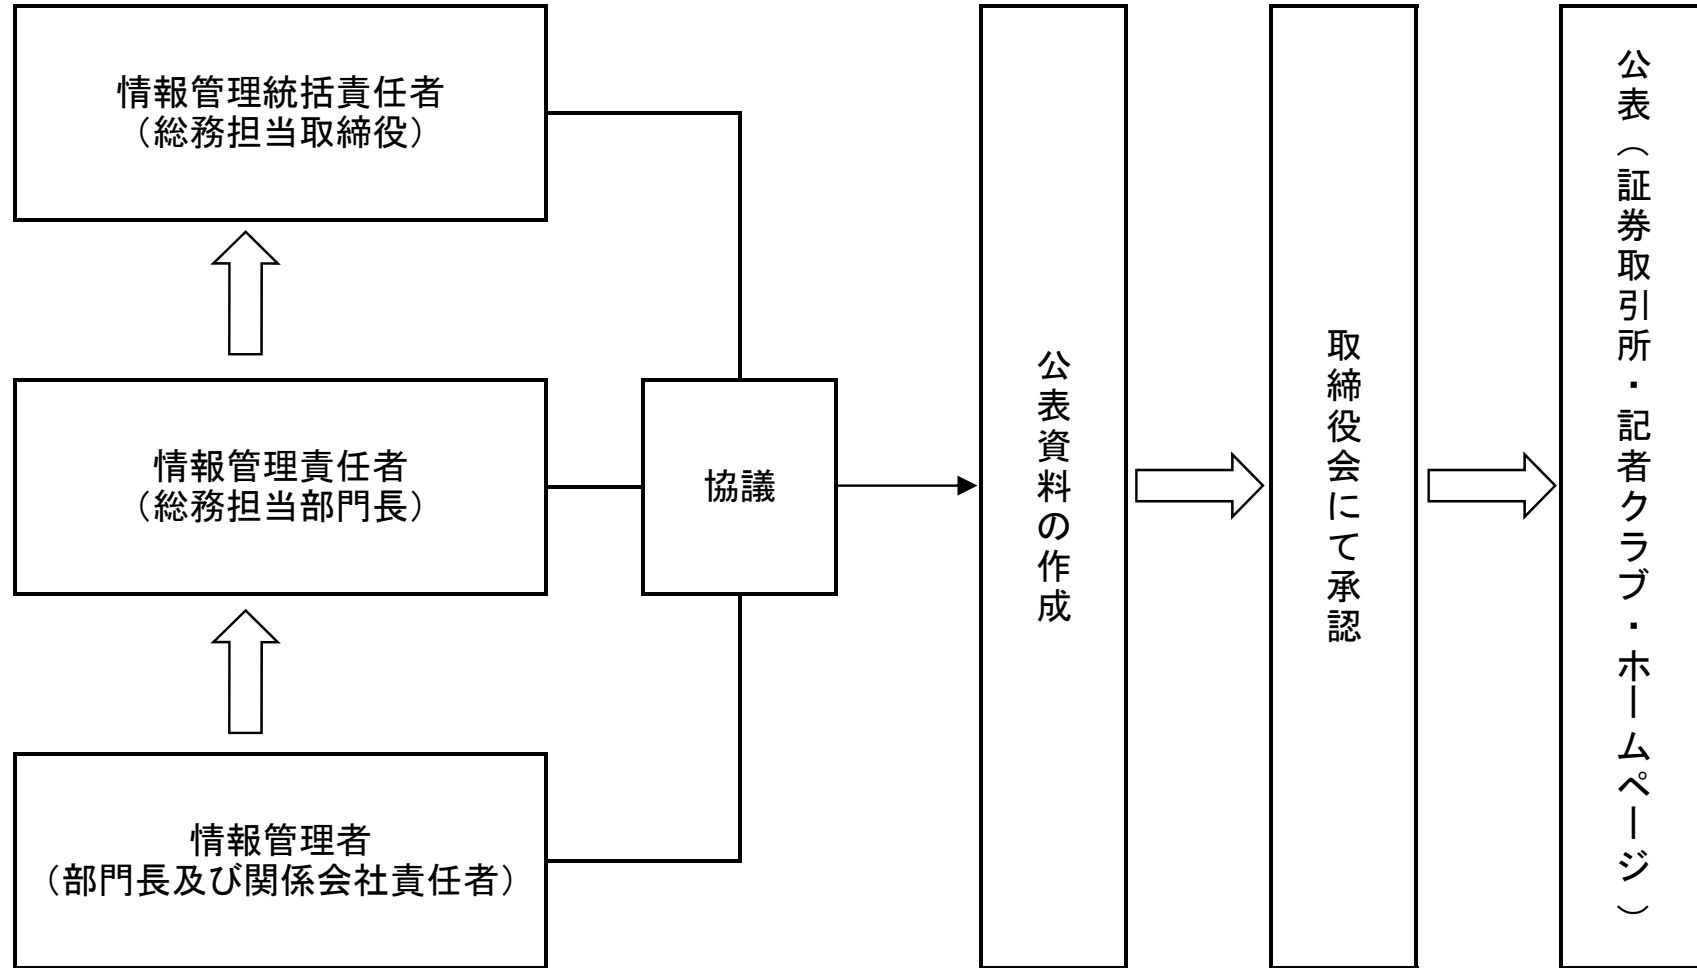 情報管理統括責任者
（総務担当取締役）
情報管理責任者
（総務担当部門長）
情報管理者
（部門長及び関係会社責任者）
協議
公表資料の作成
取締役会にて承認
公表（証券取引所・記者クラブ・ホームページ）